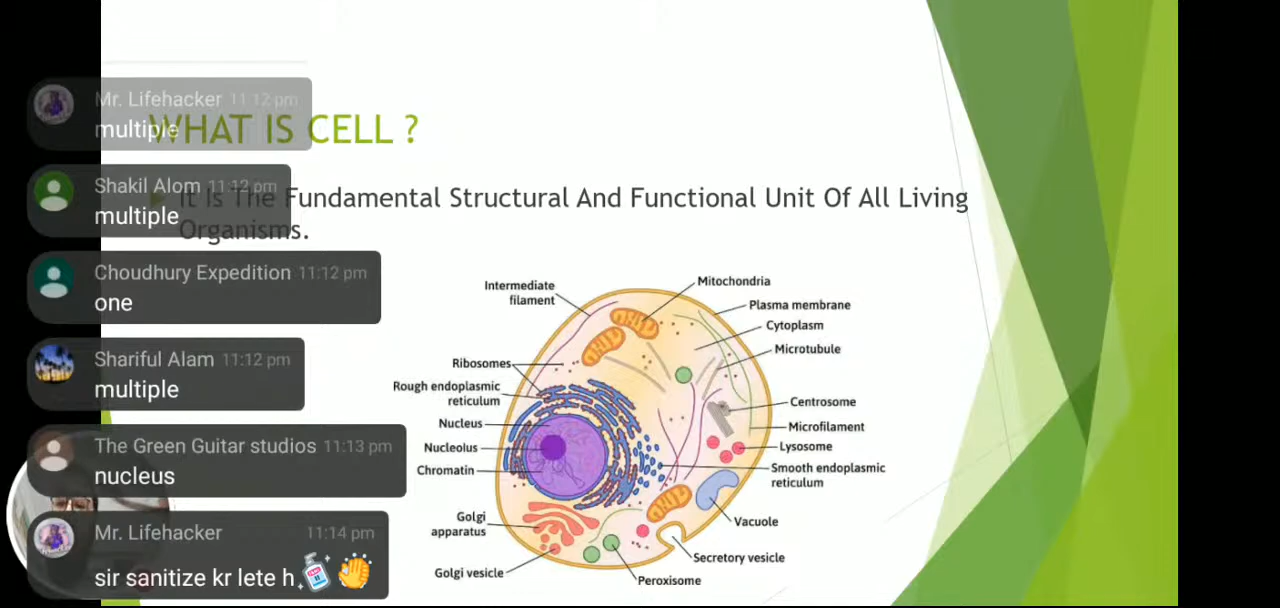 Mr. Lifehacker 11:12 pm
multiple
WHAT IS CELL ?
Shakil Alom 11:12 pm
multiple
It Is The Fundamental Structural And Functional Unit Of All Living
Organisms.
Choudhury Expedition 11:12 pm
one
Shariful Alam 11:12 pm
multiple
The Green Guitar studios 11:13 pm
nucleus
Mr. Lifehacker 11:14 pm
sir sanitize kr lete h🧴👏
Intermediate
filament
Ribosomes
Rough endoplasmic
reticulum
Nucleus
Nucleolus
Chromatin
Golgi
apparatus
Golgi vesicle
Mitochondria
Plasma membrane
Cytoplasm
Microtubule
Centrosome
Microfilament
Lysosome
Smooth endoplasmic
reticulum
Vacuole
Secretory vesicle
Peroxisome